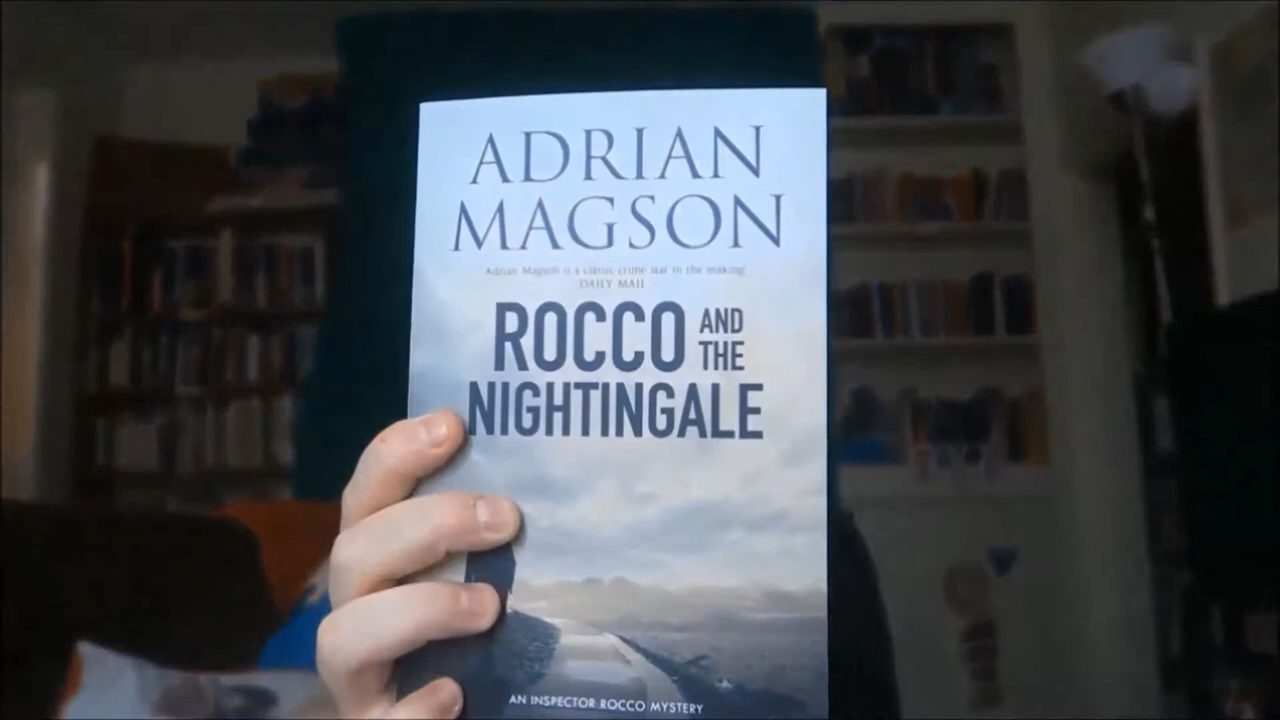 ADRIAN
MAGSON
Adrian Magson is a classic crime star in the making
DAILY MAIL
ROCCO AND
THE
NIGHTINGALE
AN INSPECTOR ROCCO MYSTERY